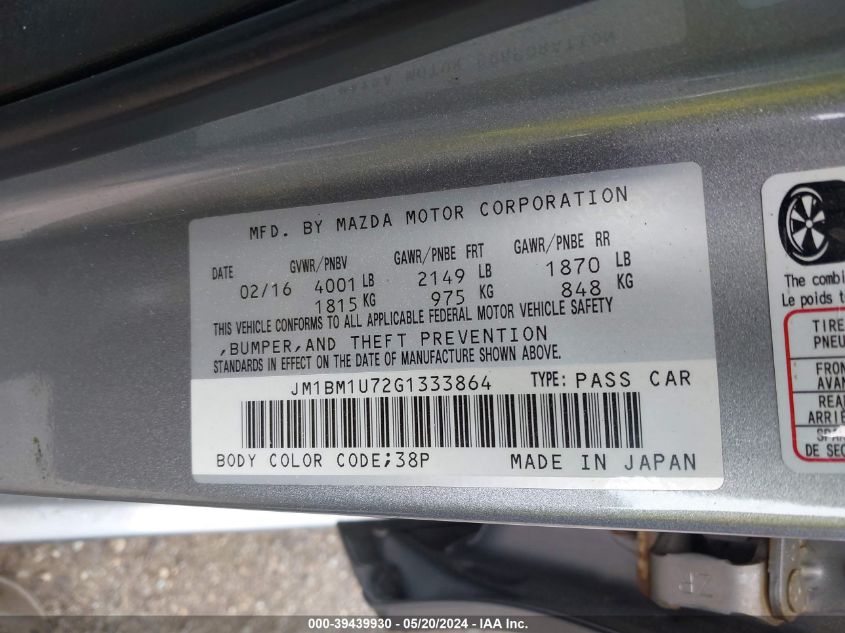 MFD. BY MAZDA MOTOR CORPORATION
DATE GVWR/PNBV GAWR/PNBE FRT GAWR/PNBE RR
02/16 4001 LB 2149 LB 1870 LB
1815 KG 975 KG 848 KG
THIS VEHICLE CONFORMS TO ALL APPLICABLE FEDERAL MOTOR VEHICLE SAFETY
,BUMPER,AND THEFT PREVENTION
STANDARDS IN EFFECT ON THE DATE OF MANUFACTURE SHOWN ABOVE.
JM1BM1U72G1333864 TYPE: PASS CAR
BODY COLOR CODE;38P MADE IN JAPAN
The combi
Le poids t
TIRE
PNEU
FRON
AVAN
REAR
ARRIÈ
SPAR
DE SEC
000-39439930 - 05/20/2024 - IAA Inc.